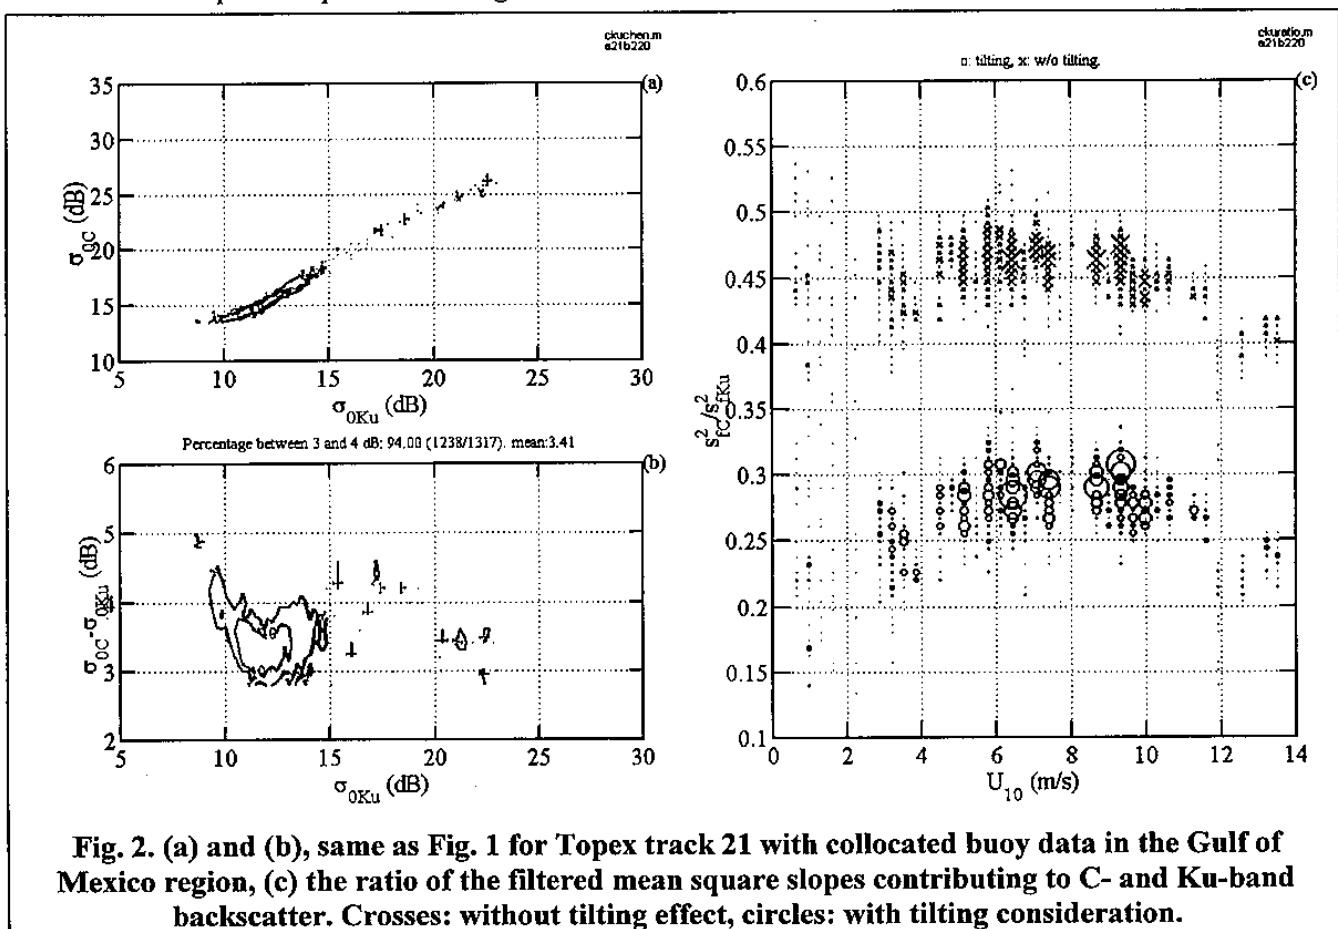 ckuchen.m
a21b220
(a)
35
30
25
20
15
10
5 10 15 20 25 30
σ0C (dB)
σ0Ku (dB)
Percentage between 3 and 4 dB: 94.00 (1238/1317). mean:3.41
(b)
6
5
4
3
2
5 10 15 20 25 30
σ0C-σ0Ku (dB)
σ0Ku (dB)
ckuratio.m
a21b220
o: tilting, x: w/o tilting.
(c)
0.6
0.55
0.5
0.45
0.4
0.35
0.3
0.25
0.2
0.15
0.1
0 2 4 6 8 10 12 14
s²fC/s²fKu
U10 (m/s)
Fig. 2. (a) and (b), same as Fig. 1 for Topex track 21 with collocated buoy data in the Gulf of
Mexico region, (c) the ratio of the filtered mean square slopes contributing to C- and Ku-band
backscatter. Crosses: without tilting effect, circles: with tilting consideration.